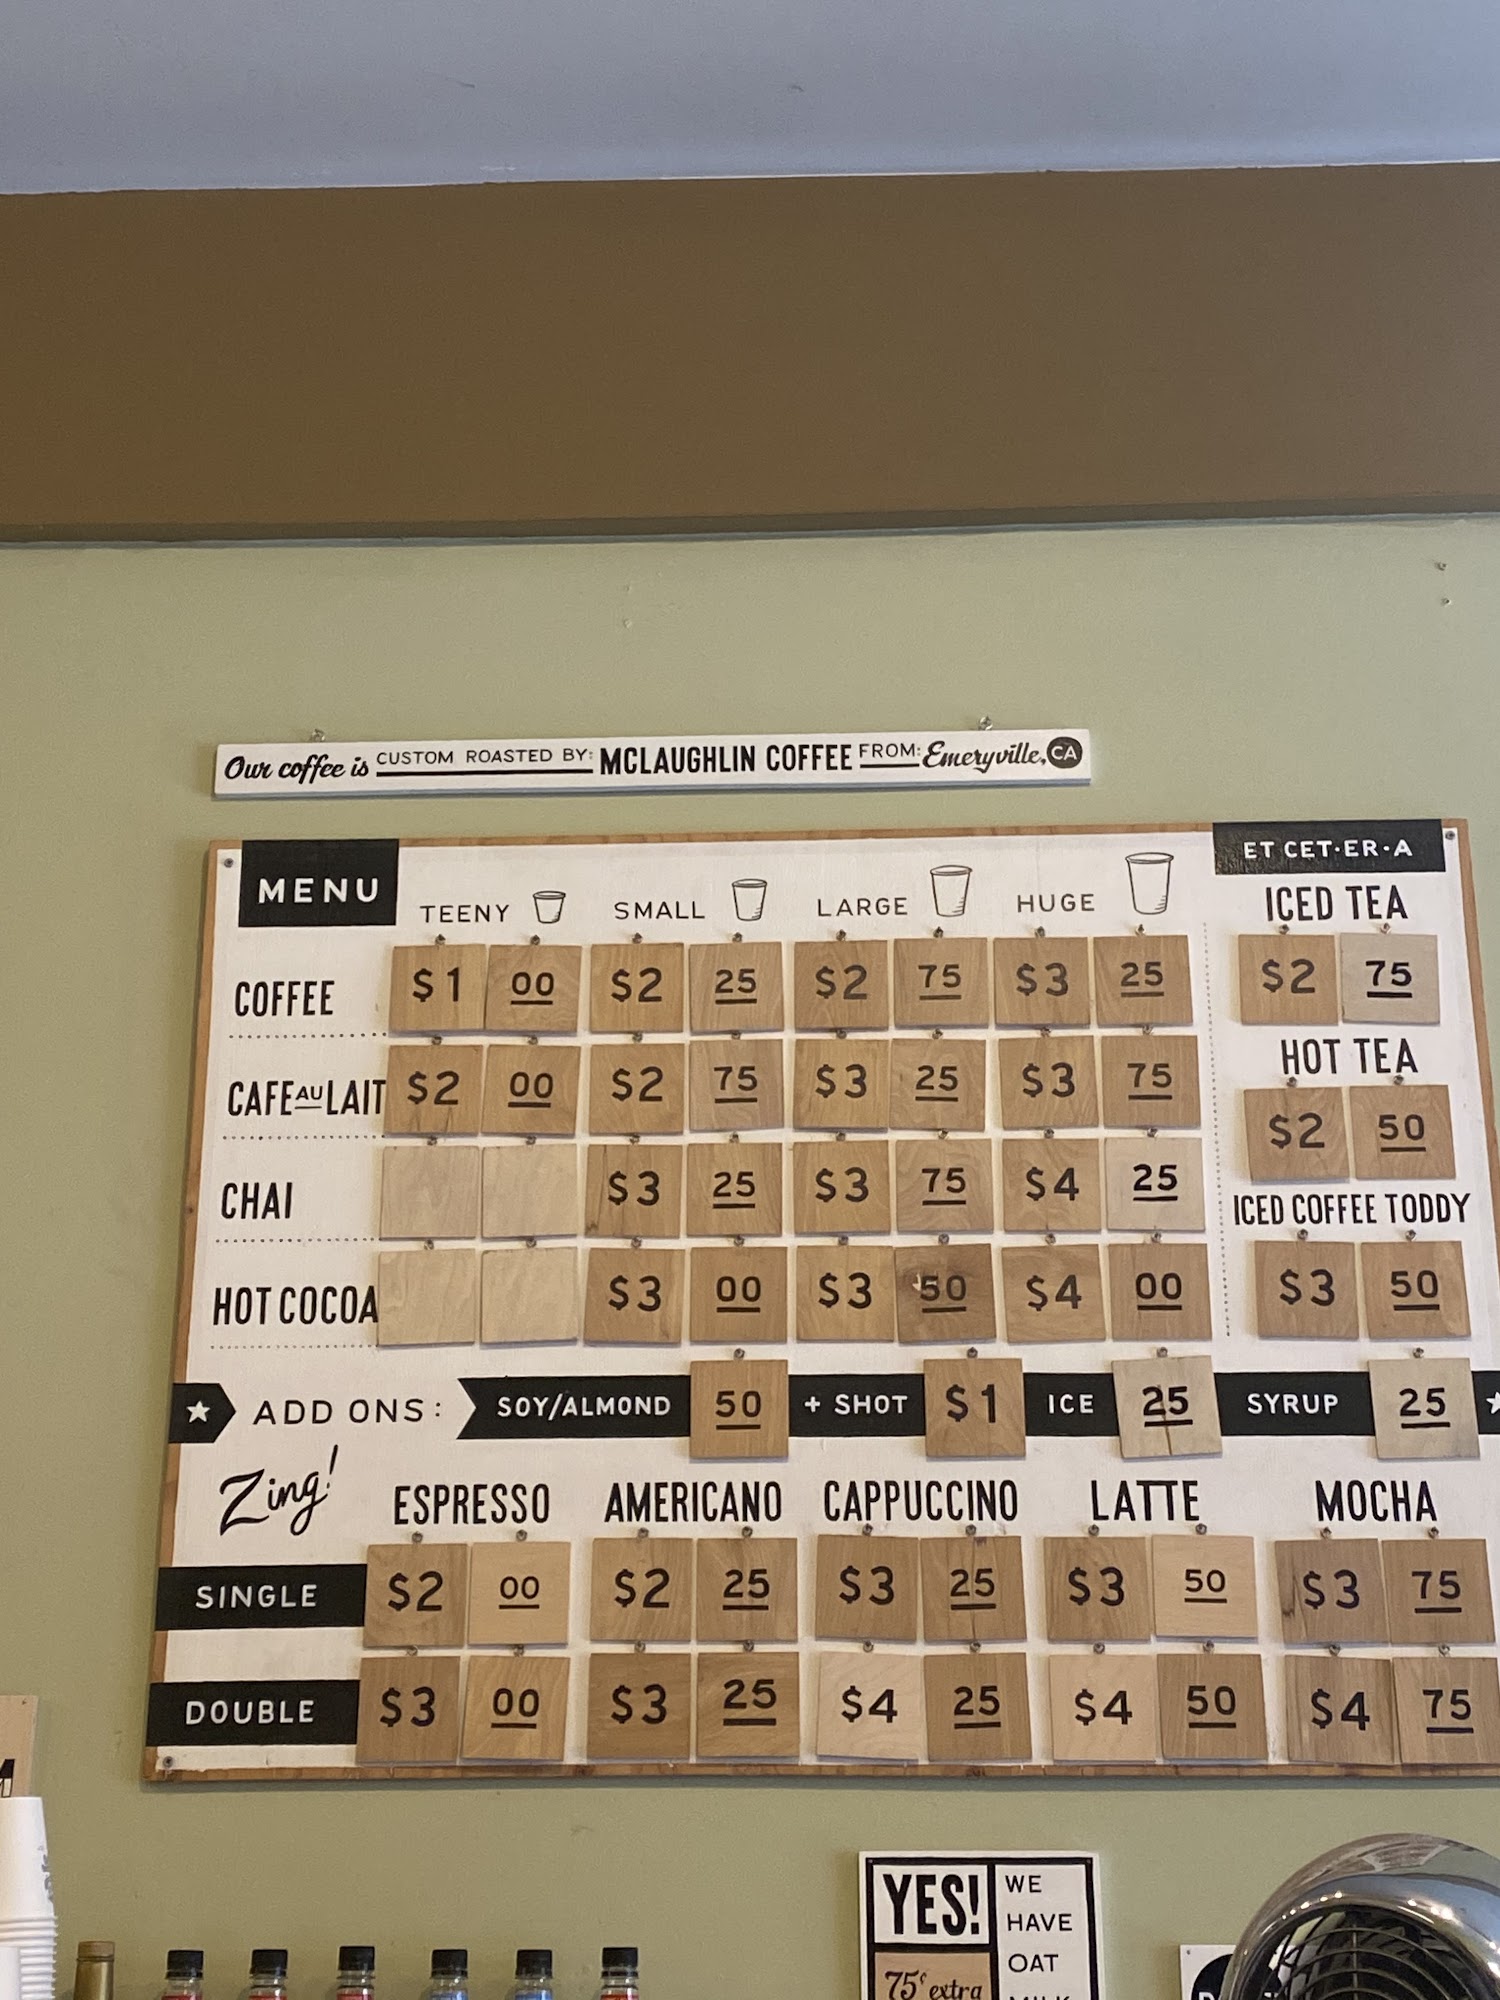 Our coffee is CUSTOM ROASTED BY: MCLAUGHLIN COFFEE FROM: Emeryville, CA
MENU
TEENY SMALL LARGE HUGE
COFFEE $1 00 $2 25 $2 75 $3 25
CAFE AU LAIT $2 00 $2 75 $3 25 $3 75
CHAI $3 25 $3 75 $4 25
HOT COCOA $3 00 $3 50 $4 00
ET CET·ER·A
ICED TEA
$2 75
HOT TEA
$2 50
ICED COFFEE TODDY
$3 50
ADD ONS: SOY/ALMOND 50 + SHOT $1 ICE 25 SYRUP 25
Zing! ESPRESSO AMERICANO CAPPUCCINO LATTE MOCHA
SINGLE $2 00 $2 25 $3 25 $3 50 $3 75
DOUBLE $3 00 $3 25 $4 25 $4 50 $4 75
YES!
75¢ extra
WE
HAVE
OAT